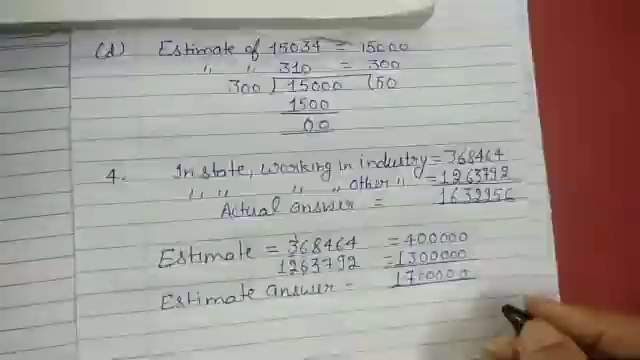 (d) Estimate of 15034 = 15000
" " 310 = 300
300 ) 15000 (50
1500
00
4. In state, working in industry = 368464
" " " " other " = 1263792
Actual answer = 1632256
Estimate = 368464 = 400000
1263792 = 1300000
Estimate answer = 1700000